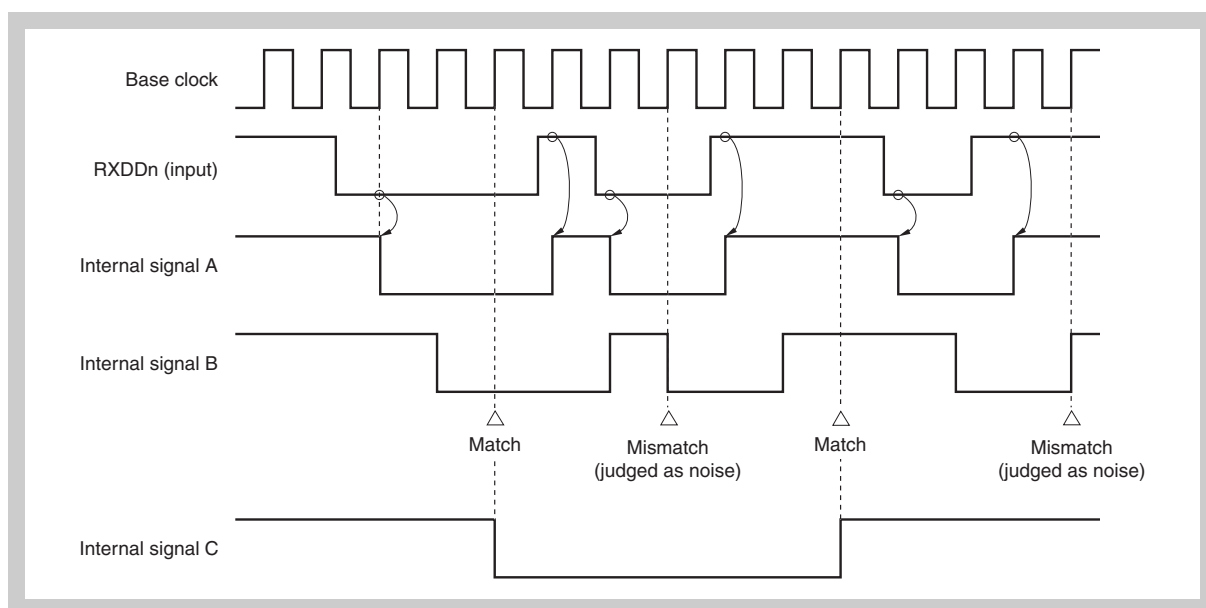 Base clock
RXDDn (input)
Internal signal A
Internal signal B
Match
Mismatch
(judged as noise)
Match
Mismatch
(judged as noise)
Internal signal C